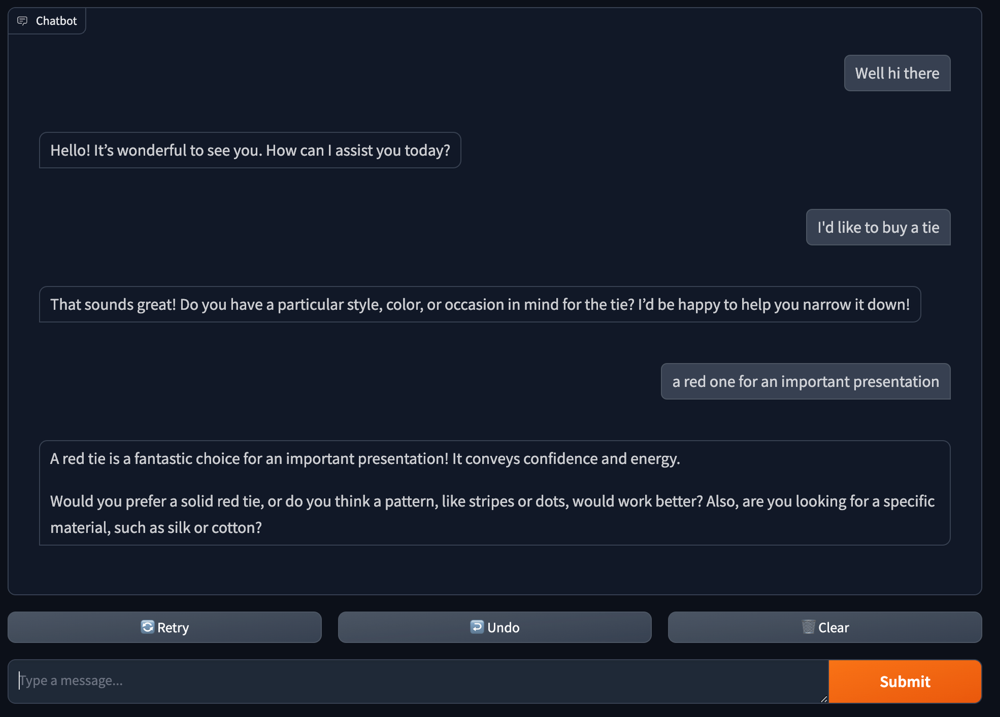 Chatbot
Well hi there
Hello! It’s wonderful to see you. How can I assist you today?
I'd like to buy a tie
That sounds great! Do you have a particular style, color, or occasion in mind for the tie? I’d be happy to help you narrow it down!
a red one for an important presentation
A red tie is a fantastic choice for an important presentation! It conveys confidence and energy.
Would you prefer a solid red tie, or do you think a pattern, like stripes or dots, would work better? Also, are you looking for a specific
material, such as silk or cotton?
Retry
Undo
Clear
Type a message...
Submit